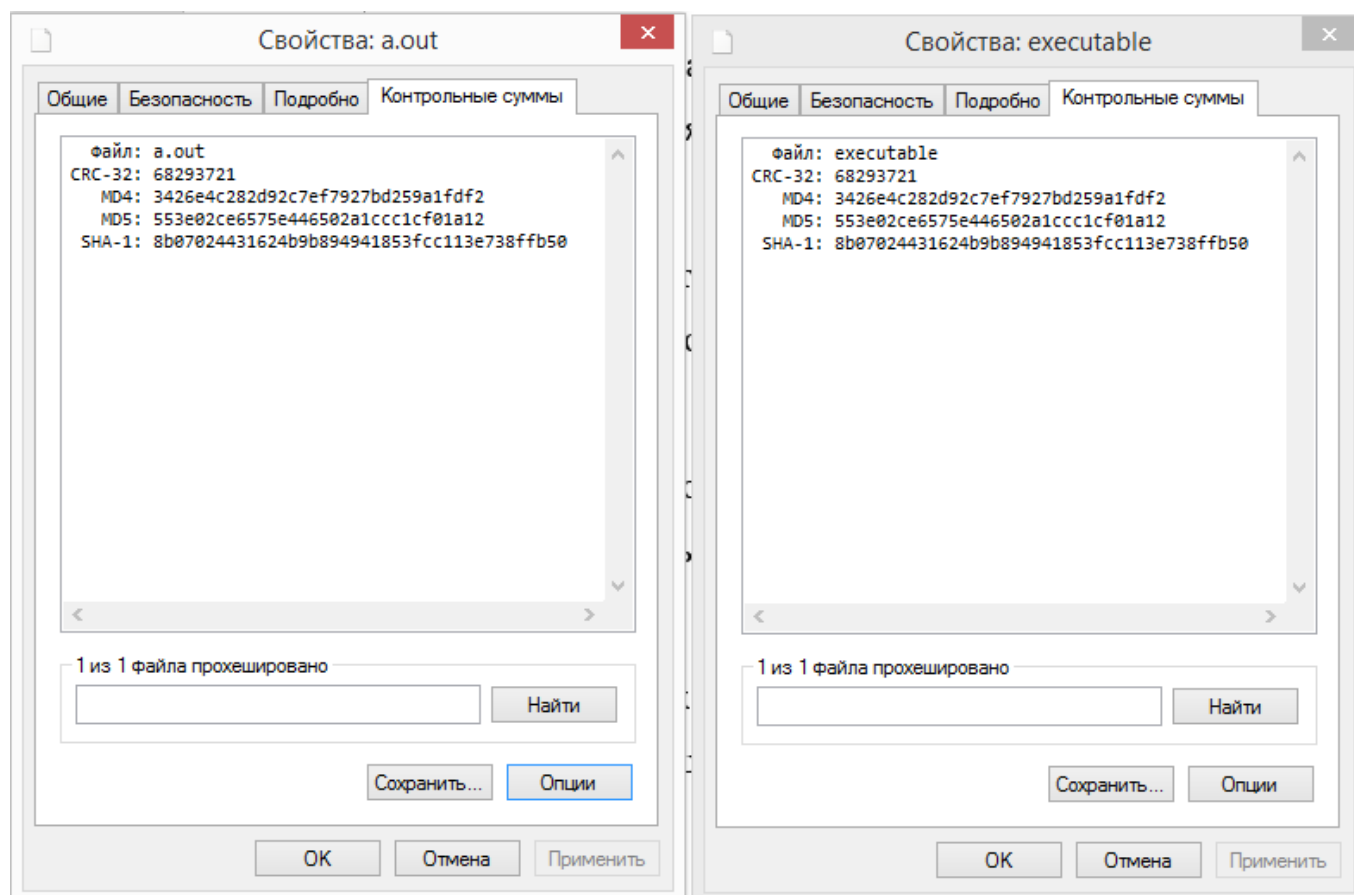 Свойства: a.out
Общие Безопасность Подробно Контрольные суммы
Файл: a.out
CRC-32: 68293721
MD4: 3426e4c282d92c7ef7927bd259a1fdf2
MD5: 553e02ce6575e446502a1ccc1cf01a12
SHA-1: 8b07024431624b9b894941853fcc113e738ffb50
1 из 1 файла прохешировано
Найти
Сохранить... Опции
OK Отмена Применить
Свойства: executable
Общие Безопасность Подробно Контрольные суммы
Файл: executable
CRC-32: 68293721
MD4: 3426e4c282d92c7ef7927bd259a1fdf2
MD5: 553e02ce6575e446502a1ccc1cf01a12
SHA-1: 8b07024431624b9b894941853fcc113e738ffb50
1 из 1 файла прохешировано
Найти
Сохранить... Опции
OK Отмена Применить